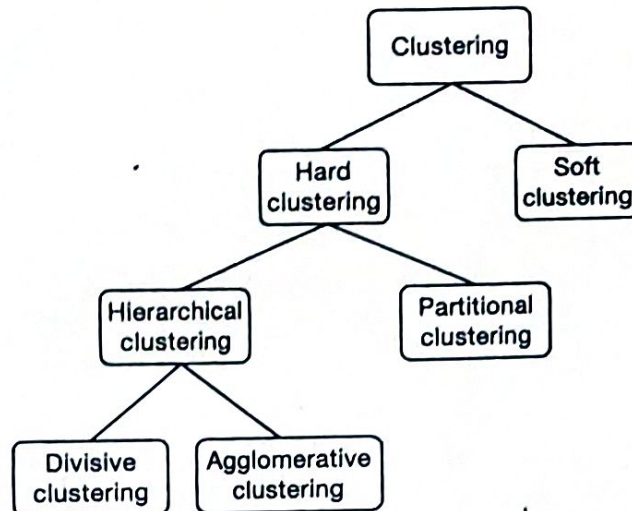 Clustering
Hard
clustering
Soft
clustering
Hierarchical
clustering
Partitional
clustering
Divisive
clustering
Agglomerative
clustering